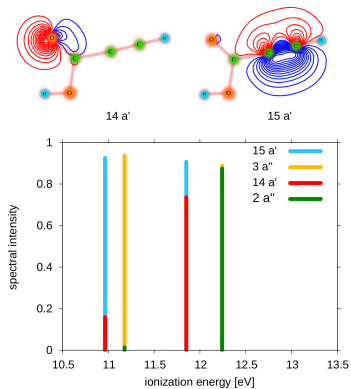 O
C
C
C
H
H
O
14 a'
O
C
C
C
H
H
O
15 a'
1
0.8
0.6
0.4
0.2
0
spectral intensity
15 a'
3 a"
14 a'
2 a"
10.5 11 11.5 12 12.5 13 13.5
ionization energy [eV]